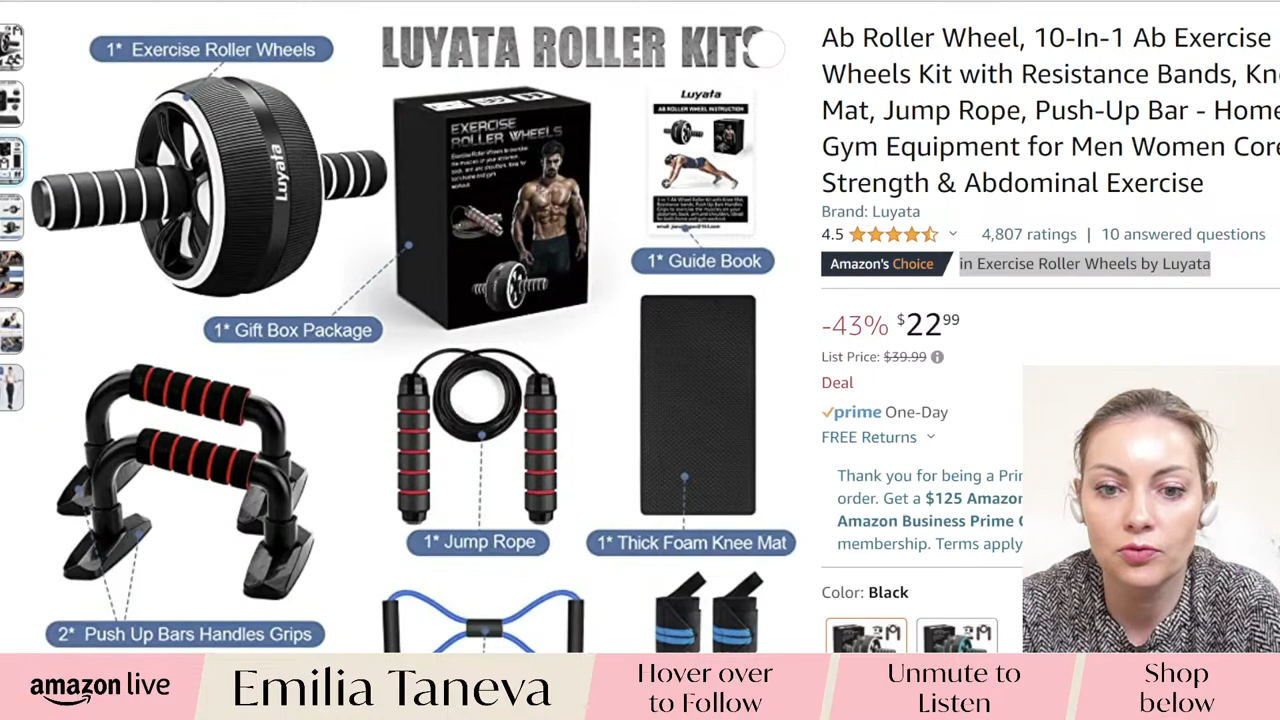 1* Exercise Roller Wheels
LUYATA ROLLER KITS
Luyata
EXERCISE
ROLLER WHEELS
Luyata
AB ROLLER WHEEL INSTRUCTION
1* Guide Book
1* Gift Box Package
1* Jump Rope
1* Thick Foam Knee Mat
2* Push Up Bars Handles Grips
Ab Roller Wheel, 10-In-1 Ab Exercise
Wheels Kit with Resistance Bands, Kne
Mat, Jump Rope, Push-Up Bar - Home
Gym Equipment for Men Women Core
Strength & Abdominal Exercise
Brand: Luyata
4.5 4,807 ratings | 10 answered questions
Amazon's Choice in Exercise Roller Wheels by Luyata
-43% $22 99
List Price: $39.99
Deal
prime One-Day
FREE Returns
Thank you for being a Pri
order. Get a $125 Amazon
Amazon Business Prime
membership. Terms apply
Color: Black
amazon live
Emilia Taneva
Hover over
to Follow
Unmute to
Listen
Shop
below